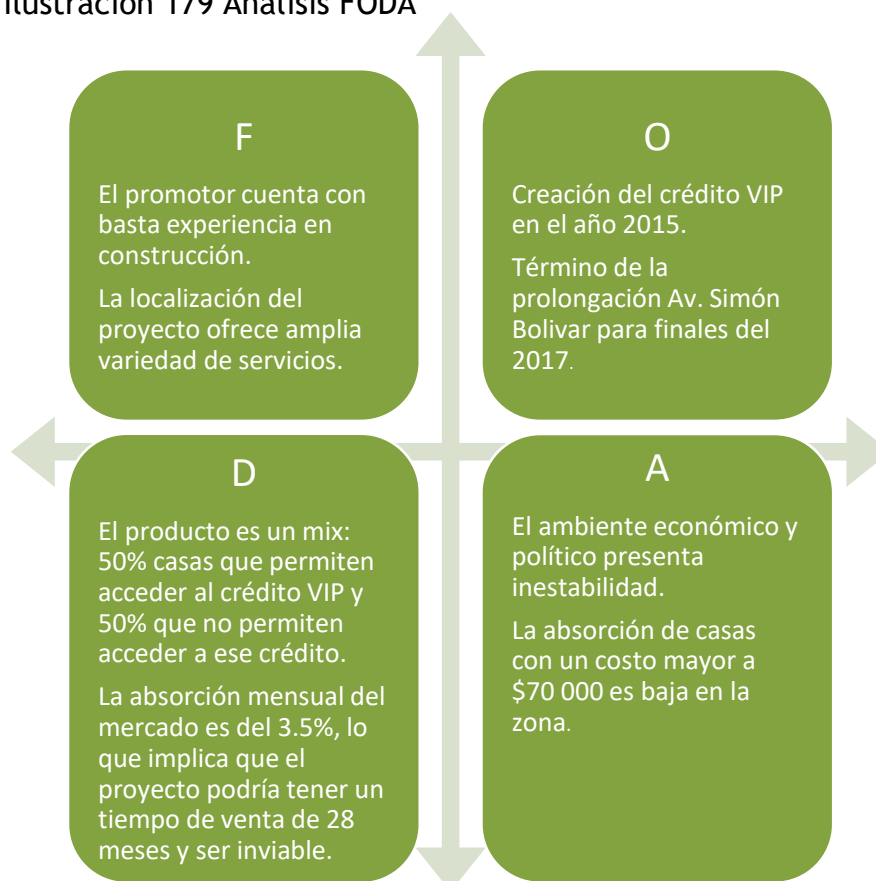 Ilustración 179 Análisis FODA
F
El promotor cuenta con
basta experiencia en
construcción.
La localización del
proyecto ofrece amplia
variedad de servicios.
O
Creación del crédito VIP
en el año 2015.
Término de la
prolongación Av. Simón
Bolivar para finales del
2017.
D
El producto es un mix:
50% casas que permiten
acceder al crédito VIP y
50% que no permiten
acceder a ese crédito.
La absorción mensual del
mercado es del 3.5%, lo
que implica que el
proyecto podría tener un
tiempo de venta de 28
meses y ser inviable.
A
El ambiente económico y
político presenta
inestabilidad.
La absorción de casas
con un costo mayor a
$70 000 es baja en la
zona.